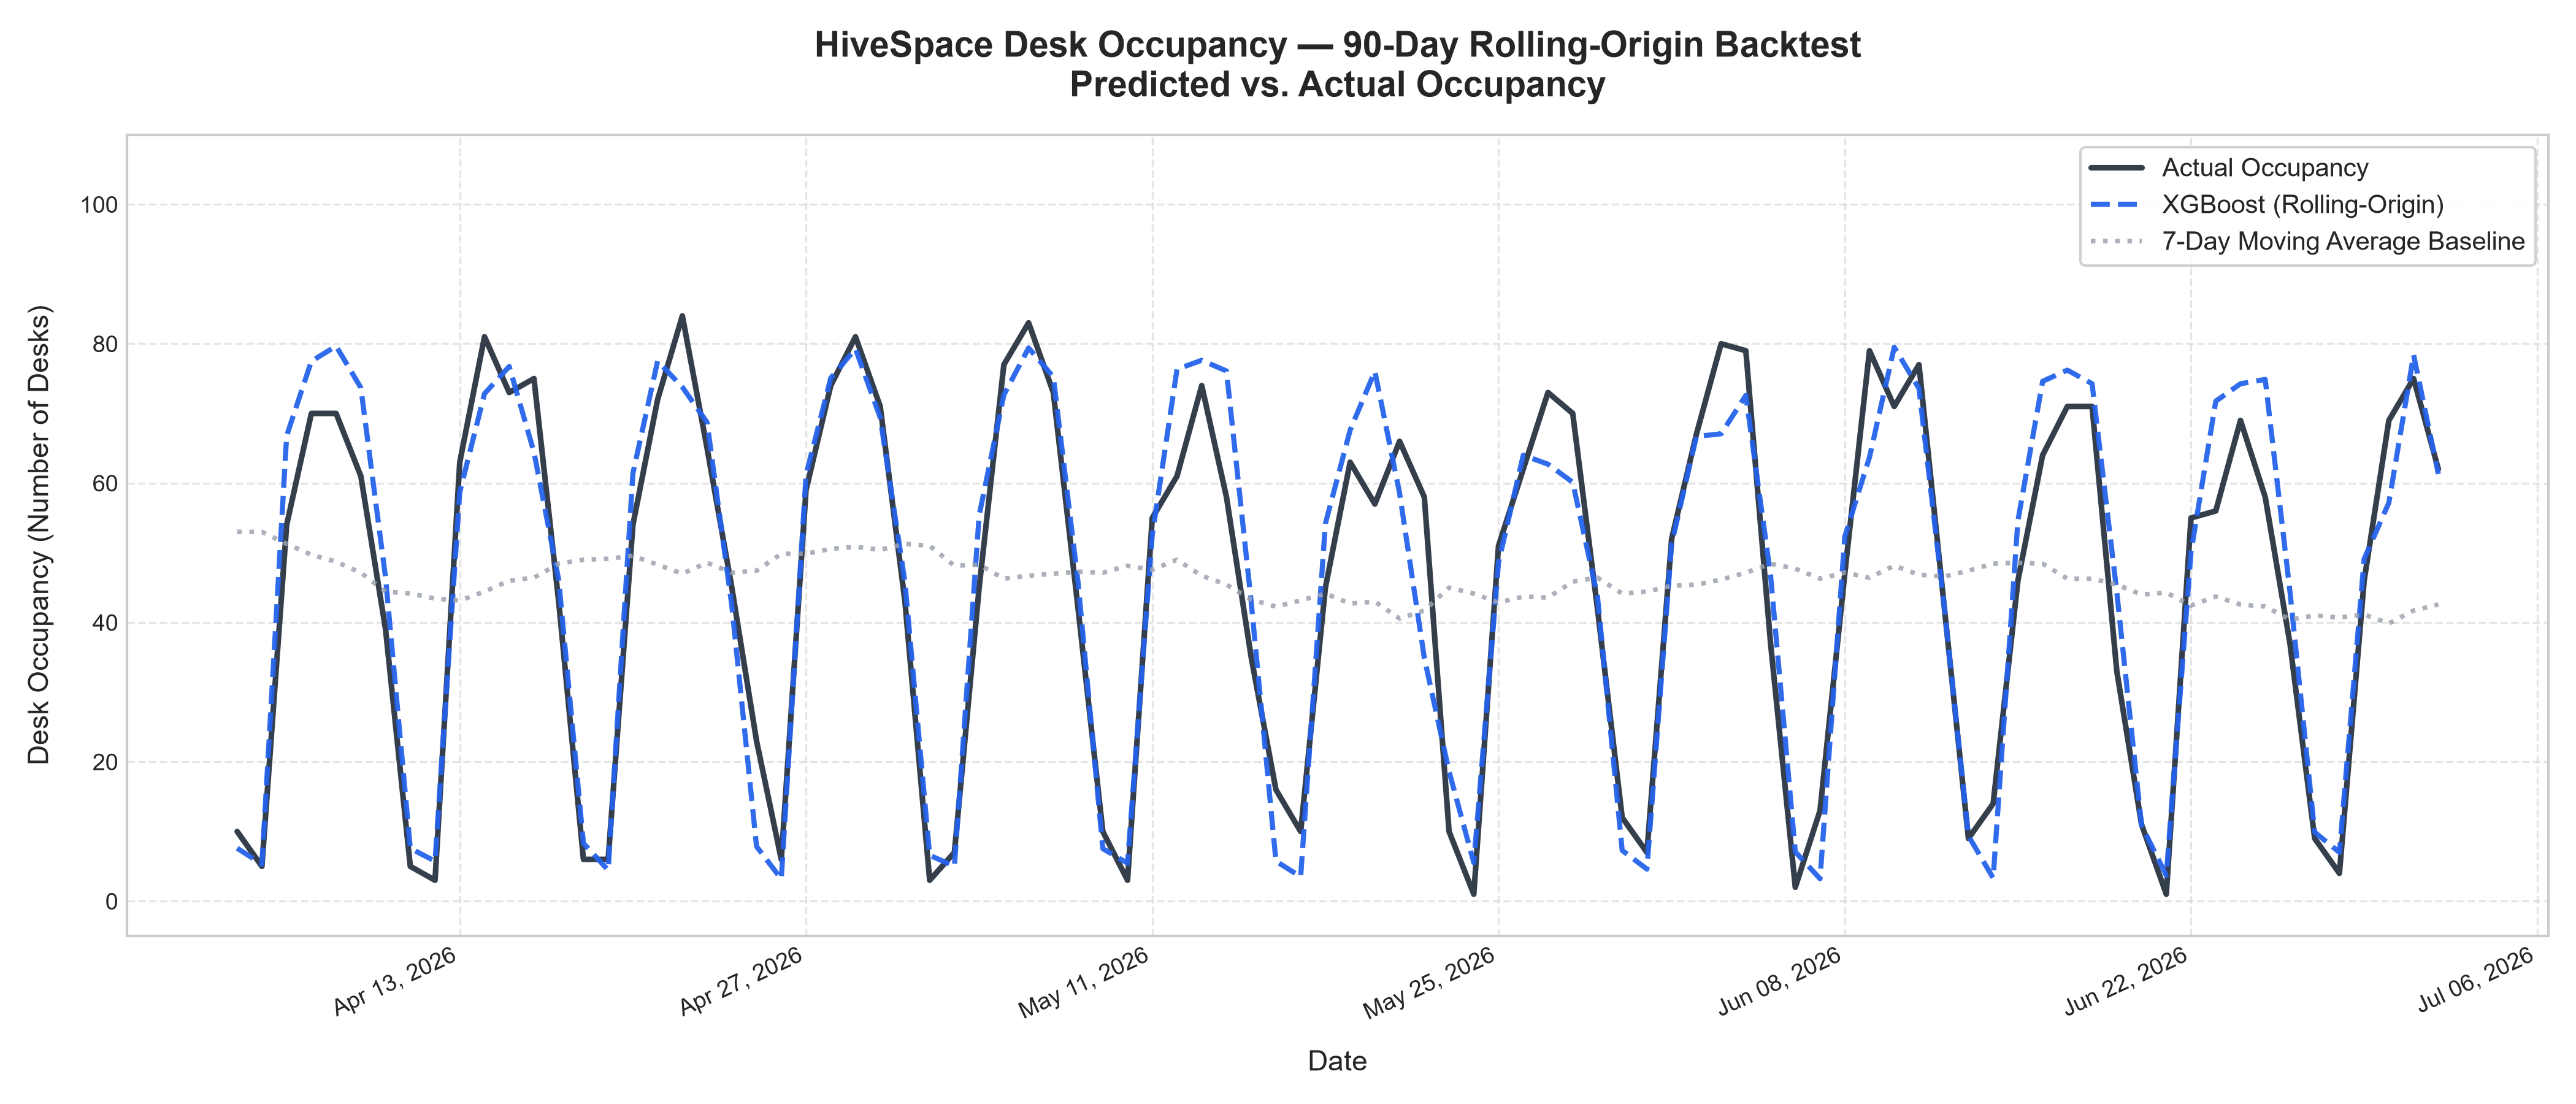 HiveSpace Desk Occupancy — 90-Day Rolling-Origin Backtest
Predicted vs. Actual Occupancy
Actual Occupancy
XGBoost (Rolling-Origin)
7-Day Moving Average Baseline
Desk Occupancy (Number of Desks)
100
80
60
40
20
0
Apr 13, 2026
Apr 27, 2026
May 11, 2026
May 25, 2026
Jun 08, 2026
Jun 22, 2026
Jul 06, 2026
Date